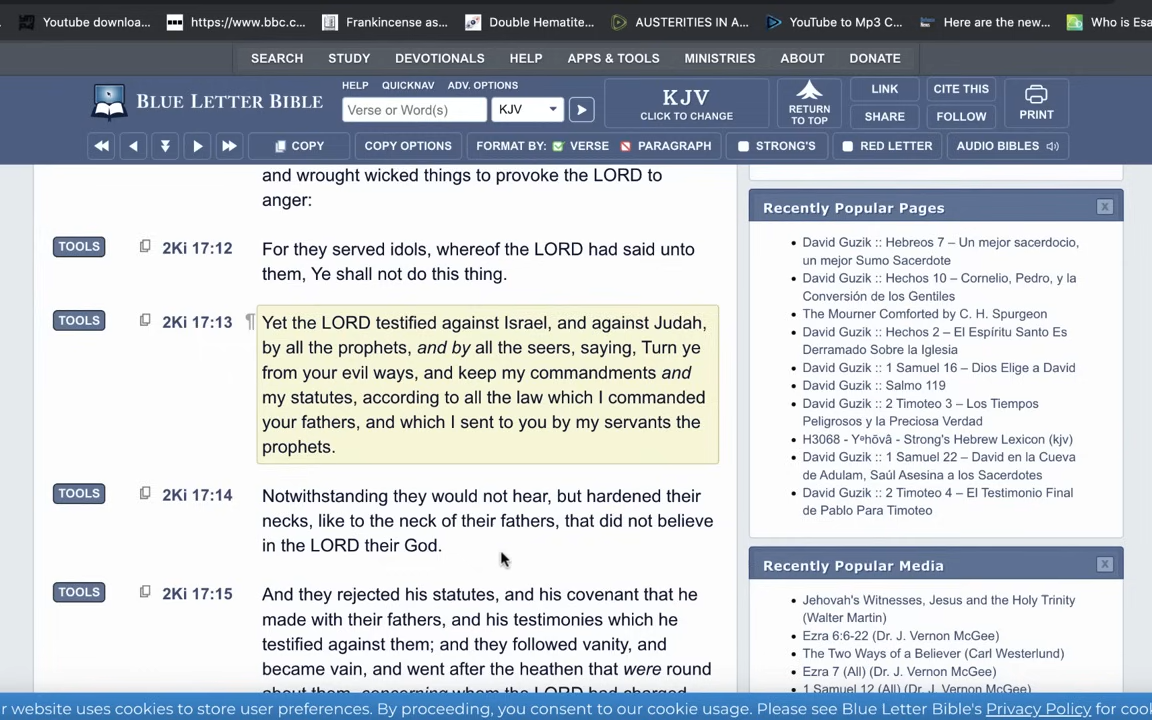 Youtube downloa...
https://www.bbc.c...
Frankincense as...
Double Hematite...
AUSTERITIES IN A...
YouTube to Mp3 C...
Here are the new...
Who is Esa
SEARCH STUDY DEVOTIONALS HELP APPS & TOOLS MINISTRIES ABOUT DONATE
BLUE LETTER BIBLE
HELP QUICKNAV ADV. OPTIONS
Verse or Word(s) KJV
KJV
CLICK TO CHANGE
RETURN
TO TOP
LINK CITE THIS
SHARE FOLLOW
PRINT
COPY COPY OPTIONS FORMAT BY: VERSE PARAGRAPH STRONG'S RED LETTER AUDIO BIBLES
and wrought wicked things to provoke the LORD to
anger:
TOOLS 2Ki 17:12 For they served idols, whereof the LORD had said unto
them, Ye shall not do this thing.
TOOLS 2Ki 17:13 ¶ Yet the LORD testified against Israel, and against Judah,
by all the prophets, and by all the seers, saying, Turn ye
from your evil ways, and keep my commandments and
my statutes, according to all the law which I commanded
your fathers, and which I sent to you by my servants the
prophets.
TOOLS 2Ki 17:14 Notwithstanding they would not hear, but hardened their
necks, like to the neck of their fathers, that did not believe
in the LORD their God.
TOOLS 2Ki 17:15 And they rejected his statutes, and his covenant that he
made with their fathers, and his testimonies which he
testified against them; and they followed vanity, and
became vain, and went after the heathen that were round
about them, concerning whom the LORD had charged
Recently Popular Pages X
David Guzik :: Hebreos 7 – Un mejor sacerdocio,
un mejor Sumo Sacerdote
David Guzik :: Hechos 10 – Cornelio, Pedro, y la
Conversión de los Gentiles
The Mourner Comforted by C. H. Spurgeon
David Guzik :: Hechos 2 – El Espíritu Santo Es
Derramado Sobre la Iglesia
David Guzik :: 1 Samuel 16 – Dios Elige a David
David Guzik :: Salmo 119
David Guzik :: 2 Timoteo 3 – Los Tiempos
Peligrosos y la Preciosa Verdad
H3068 - Yᵊhōvâ - Strong's Hebrew Lexicon (kjv)
David Guzik :: 1 Samuel 22 – David en la Cueva
de Adulam, Saúl Asesina a los Sacerdotes
David Guzik :: 2 Timoteo 4 – El Testimonio Final
de Pablo Para Timoteo
Recently Popular Media X
Jehovah's Witnesses, Jesus and the Holy Trinity
(Walter Martin)
Ezra 6:6-22 (Dr. J. Vernon McGee)
The Two Ways of a Believer (Carl Westerlund)
Ezra 7 (All) (Dr. J. Vernon McGee)
1 Samuel 12 (All) (Dr. J. Vernon McGee)
r website uses cookies to store user preferences. By proceeding, you consent to our cookie usage. Please see Blue Letter Bible's Privacy Policy for cook